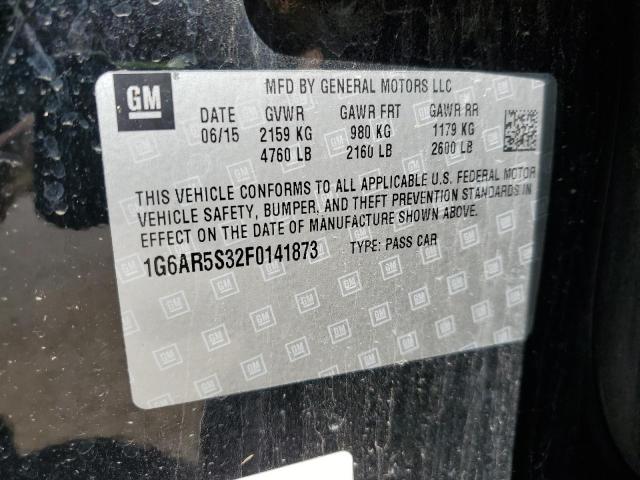 GM
MFD BY GENERAL MOTORS LLC
DATE GVWR GAWR FRT GAWR RR
06/15 2159 KG 980 KG 1179 KG
4760 LB 2160 LB 2600 LB
THIS VEHICLE CONFORMS TO ALL APPLICABLE U.S. FEDERAL MOTOR
VEHICLE SAFETY, BUMPER, AND THEFT PREVENTION STANDARDS IN
EFFECT ON THE DATE OF MANUFACTURE SHOWN ABOVE.
1G6AR5S32F0141873 TYPE: PASS CAR